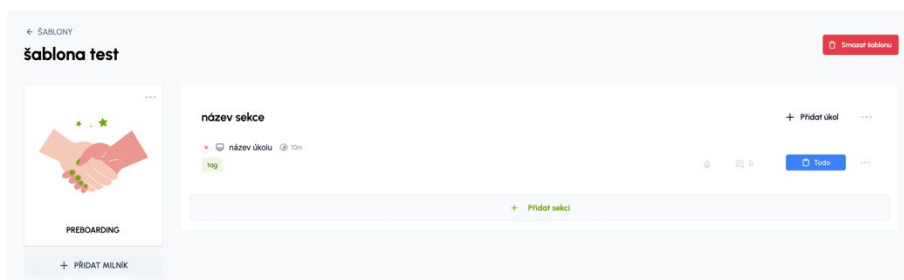 ← ŠABLONY
šablona test
Smazat šablonu
název sekce
+ Přidat úkol
název úkolu 10m
tag
0
Todo
+ Přidat sekci
PREBOARDING
+ PŘIDAT MILNÍK